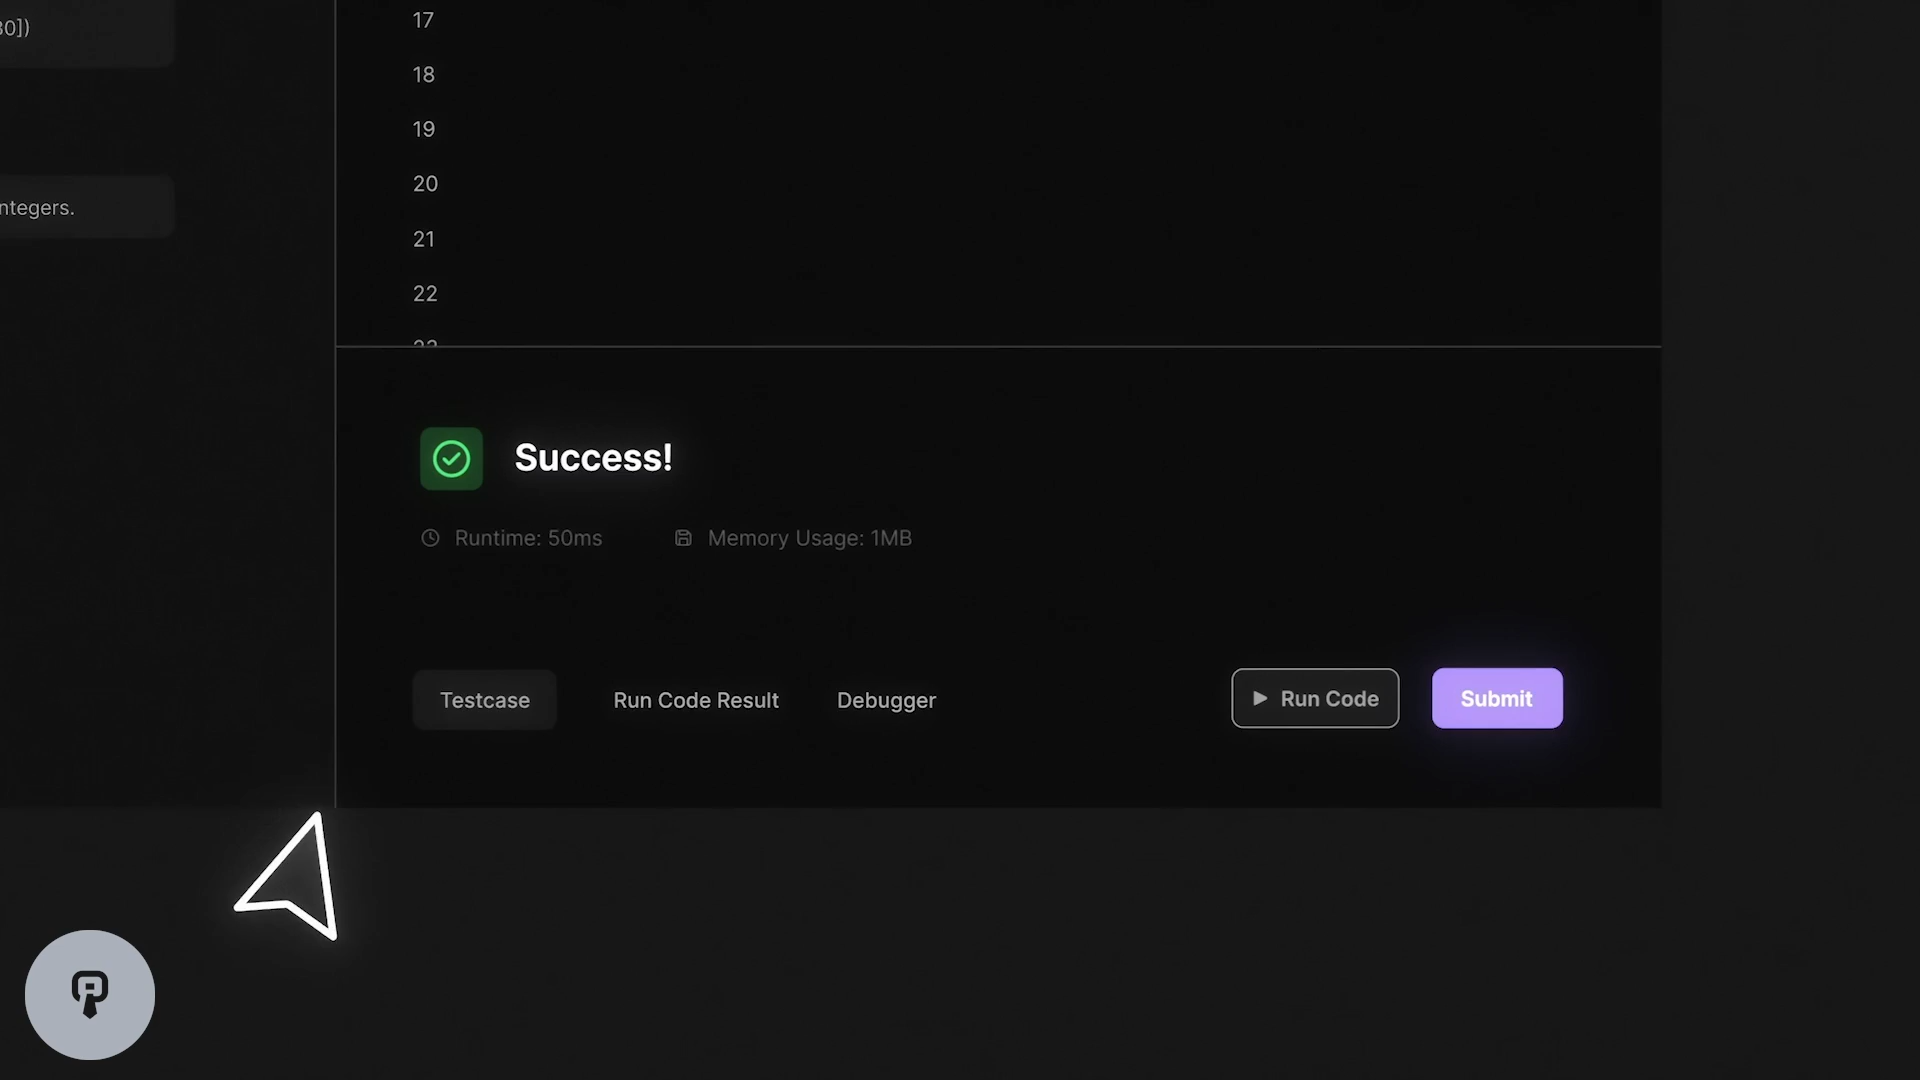 30])
ntegers.
17
18
19
20
21
22
Success!
Runtime: 50ms
Memory Usage: 1MB
Testcase
Run Code Result
Debugger
Run Code
Submit